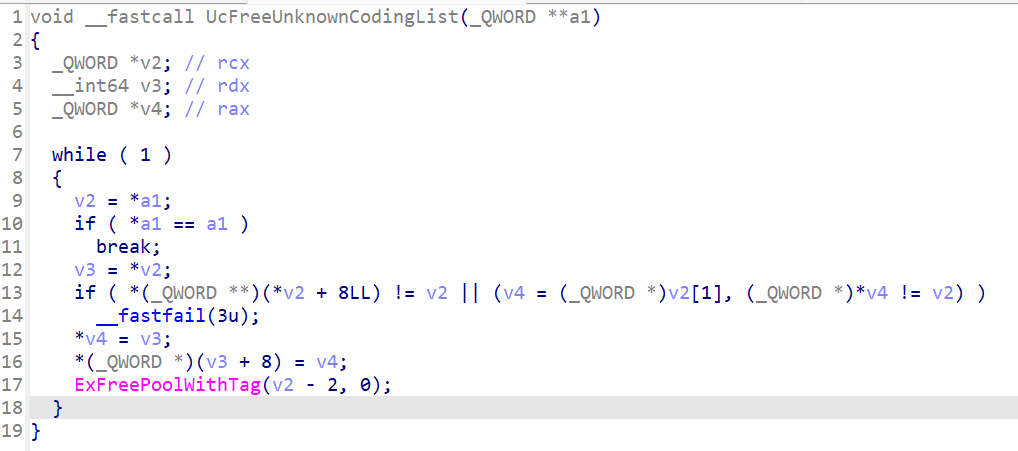 1 void __fastcall UcFreeUnknownCodingList(_QWORD **a1)
2 {
3   _QWORD *v2; // rcx
4   __int64 v3; // rdx
5   _QWORD *v4; // rax
6
7   while ( 1 )
8   {
9     v2 = *a1;
10     if ( *a1 == a1 )
11       break;
12     v3 = *v2;
13     if ( *(_QWORD **)(*v2 + 8LL) != v2 || (v4 = (_QWORD *)v2[1], (_QWORD *)*v4 != v2) )
14       __fastfail(3u);
15     *v4 = v3;
16     *(_QWORD *)(v3 + 8) = v4;
17     ExFreePoolWithTag(v2 - 2, 0);
18   }
19 }